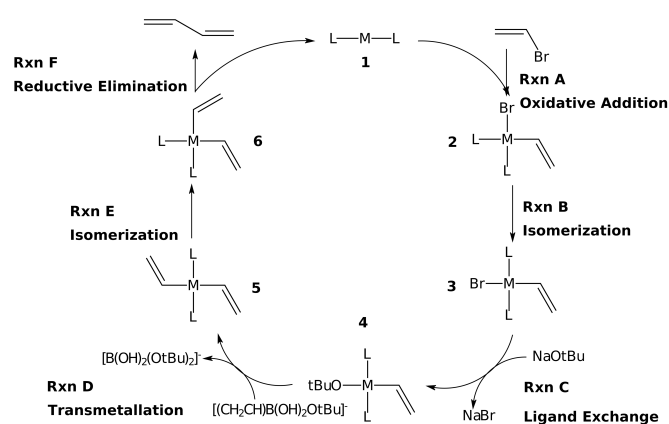 Rxn F
Reductive Elimination
L M L
1
Br
Rxn A
Oxidative Addition
Br
L M
L
2
Rxn B
Isomerization
L
Br M
L
3
NaOtBu
Rxn C
Ligand Exchange
NaBr
4
L
tBuO M
L
[(CH₂CH)B(OH)₂OtBu]⁻
[B(OH)₂(OtBu)₂]⁻
Rxn D
Transmetallation
L
M
L
5
Rxn E
Isomerization
L M
L
6